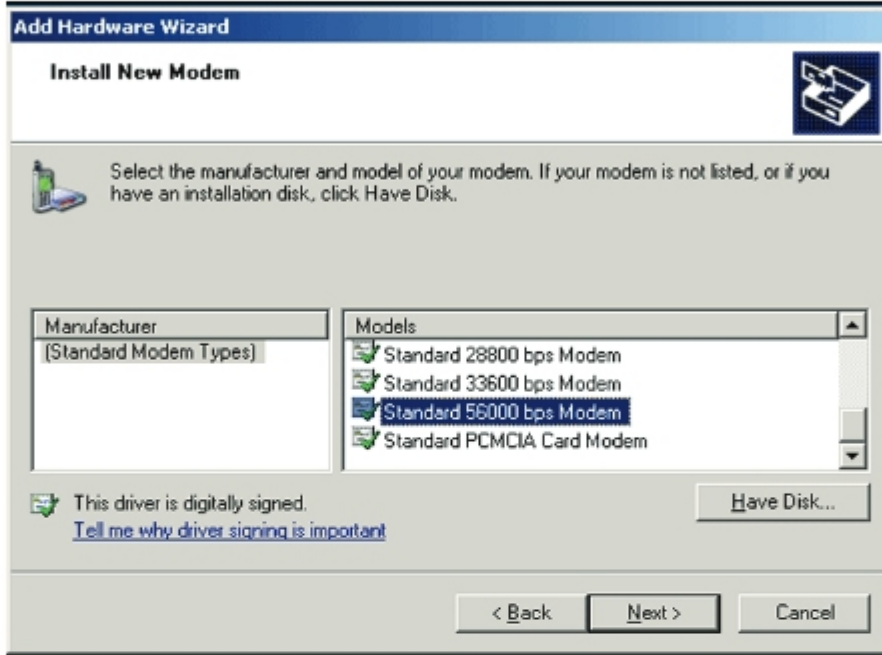 Add Hardware Wizard
Install New Modem
Select the manufacturer and model of your modem. If your modem is not listed, or if you
have an installation disk, click Have Disk.
Manufacturer
(Standard Modem Types)
Models
Standard 28800 bps Modem
Standard 33600 bps Modem
Standard 56000 bps Modem
Standard PCMCIA Card Modem
This driver is digitally signed.
Tell me why driver signing is important
Have Disk...
< Back
Next >
Cancel